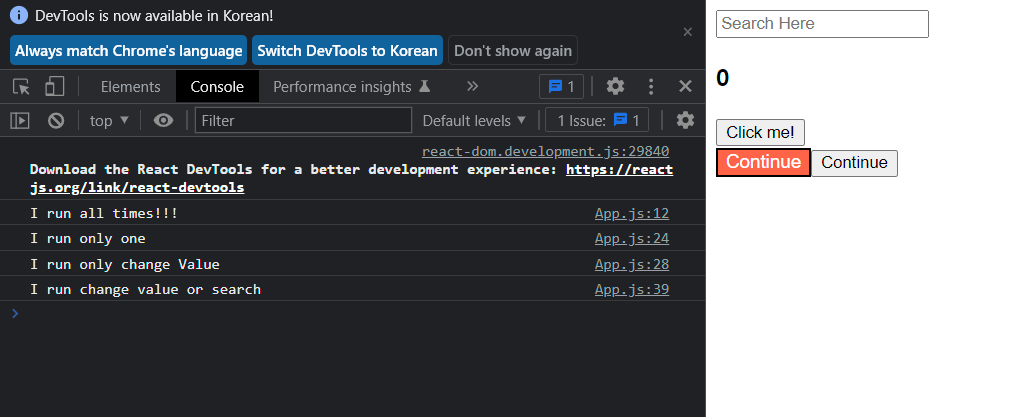 DevTools is now available in Korean!
Always match Chrome's language Switch DevTools to Korean Don't show again
Elements Console Performance insights 1
top Filter Default levels 1 Issue: 1
react-dom.development.js:29840
Download the React DevTools for a better development experience: https://react
js.org/link/react-devtools
I run all times!!! App.js:12
I run only one App.js:24
I run only change Value App.js:28
I run change value or search App.js:39
Search Here
0
Click me!
Continue Continue